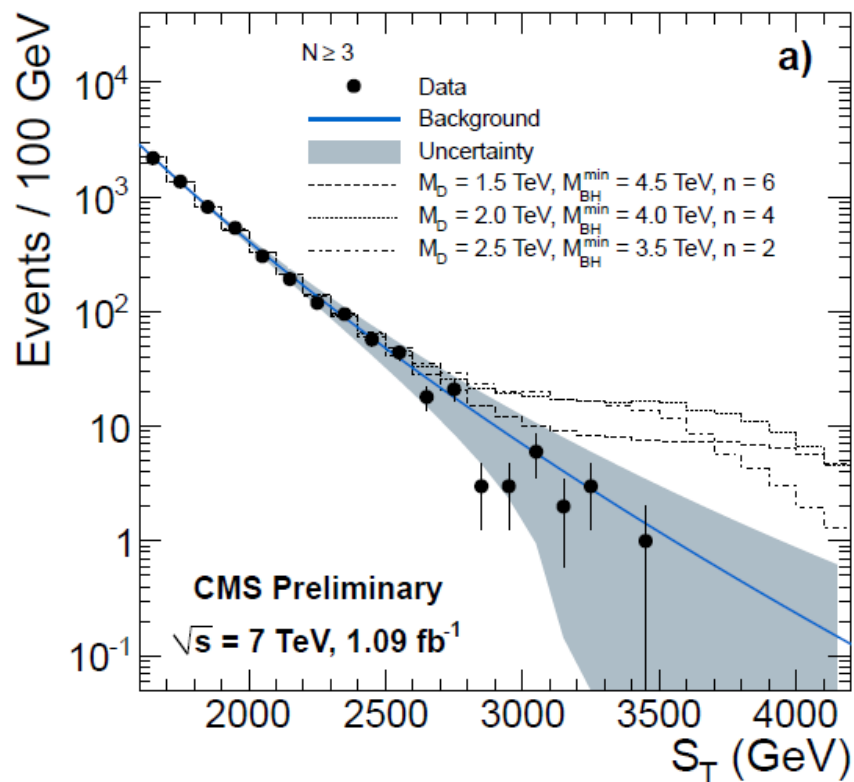 a)
N ≥ 3
Data
Background
Uncertainty
M_D = 1.5 TeV, M_BH^min = 4.5 TeV, n = 6
M_D = 2.0 TeV, M_BH^min = 4.0 TeV, n = 4
M_D = 2.5 TeV, M_BH^min = 3.5 TeV, n = 2
Events / 100 GeV
10^4
10^3
10^2
10
1
10^-1
CMS Preliminary
√s = 7 TeV, 1.09 fb^-1
2000 2500 3000 3500 4000
S_T (GeV)